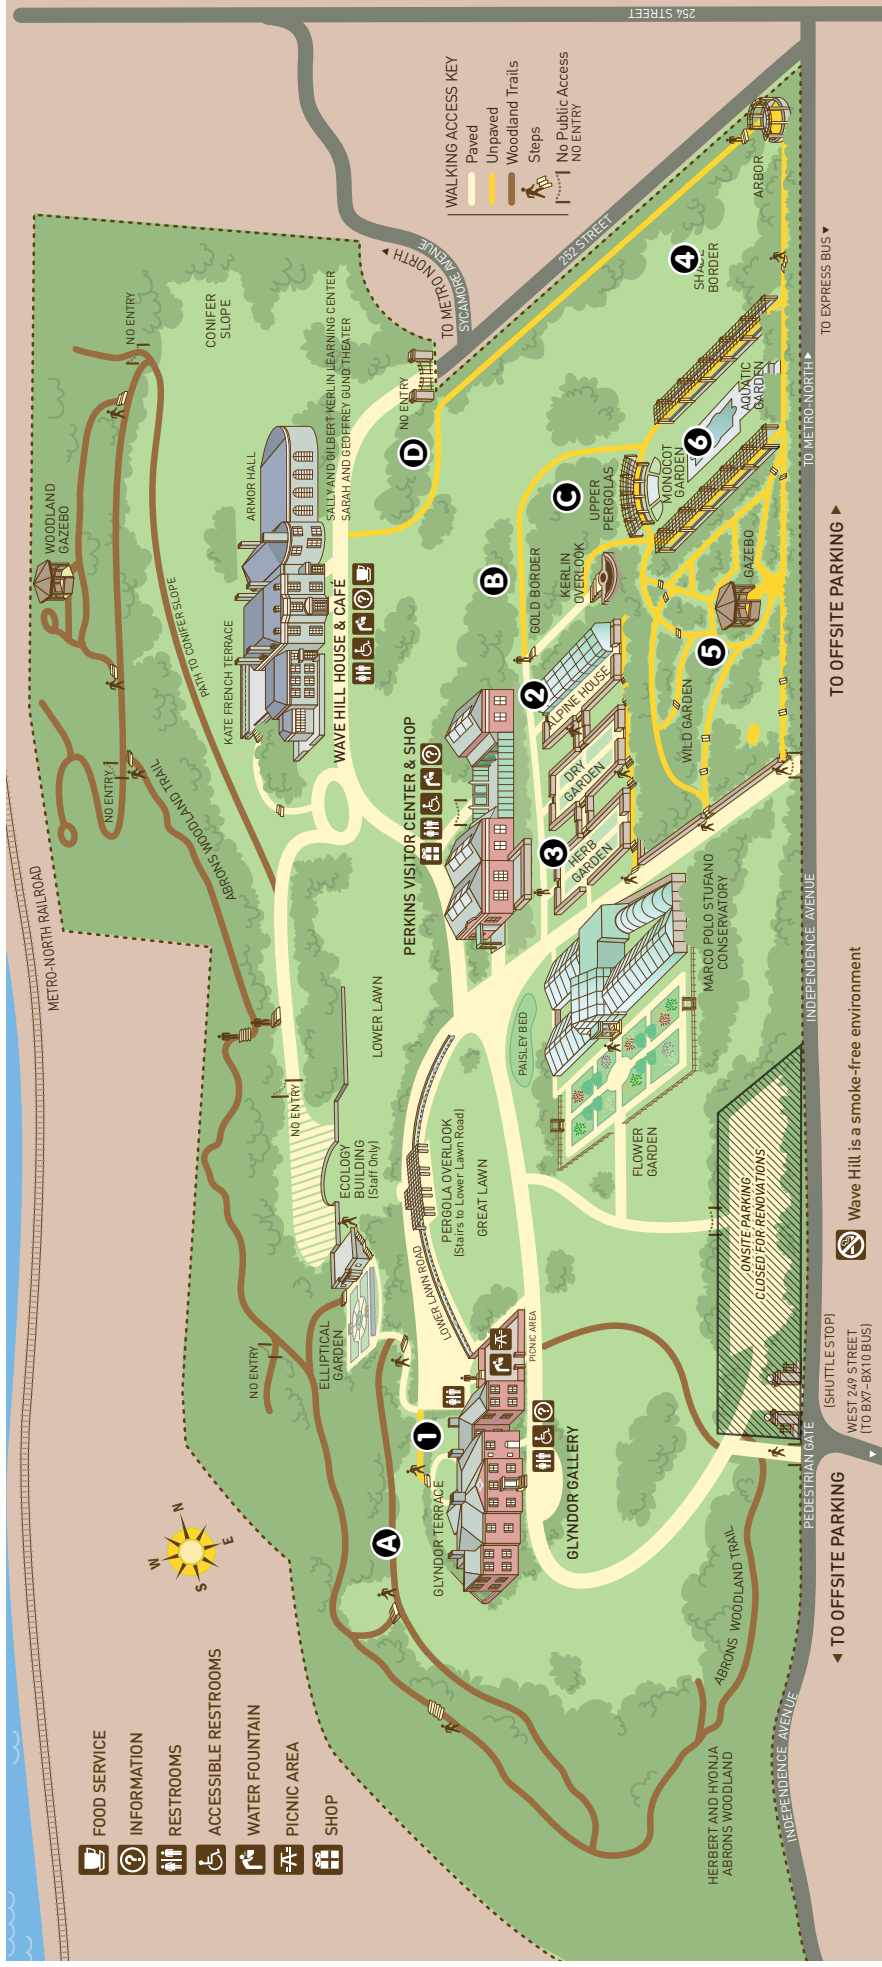 254 STREET
WALKING ACCESS KEY
Paved
Unpaved
Woodland Trails
Steps
No Public Access
NO ENTRY
252 STREET
TO METRO NORTH
SYCAMORE AVENUE
ARBOR
4
SHADE
BORDER
TO EXPRESS BUS
TO METRO-NORTH
TO OFFSITE PARKING
CONIFER
SLOPE
NO ENTRY
WOODLAND
GAZEBO
PATH TO CONIFER SLOPE
NO ENTRY
ABRONS WOODLAND TRAIL
METRO-NORTH RAILROAD
ARMOR HALL
SALLY AND GILBERT KERLIN LEARNING CENTER
SARAH AND GEOFFREY GUND THEATER
KATE FRENCH TERRACE
WAVE HILL HOUSE & CAFÉ
NO ENTRY
D
C
B
UPPER
PERGOLAS
MONOCOT
GARDEN
6
AQUATIC
GARDEN
GOLD BORDER
KERLIN
OVERLOOK
GAZEBO
5
WILD GARDEN
2
ALPINE HOUSE
DRY
GARDEN
3
HERB
GARDEN
PERKINS VISITOR CENTER & SHOP
MARCO POLO STUFANO
CONSERVATORY
PAISLEY BED
FLOWER
GARDEN
LOWER LAWN
NO ENTRY
ECOLOGY
BUILDING
(Staff Only)
PERGOLA OVERLOOK
(Stairs to Lower Lawn Road)
GREAT LAWN
LOWER LAWN ROAD
ELLIPTICAL
GARDEN
NO ENTRY
PICNIC AREA
1
GLYNDOR TERRACE
GLYNDOR GALLERY
A
ONSITE PARKING
CLOSED FOR RENOVATIONS
INDEPENDENCE AVENUE
Wave Hill is a smoke-free environment
(SHUTTLE STOP)
WEST 249 STREET
(TO BX7–BX10 BUS)
PEDESTRIAN GATE
TO OFFSITE PARKING
ABRONS WOODLAND TRAIL
HERBERT AND HYONJA
ABRONS WOODLAND
INDEPENDENCE AVENUE
N
W
E
S
FOOD SERVICE
INFORMATION
RESTROOMS
ACCESSIBLE RESTROOMS
WATER FOUNTAIN
PICNIC AREA
SHOP